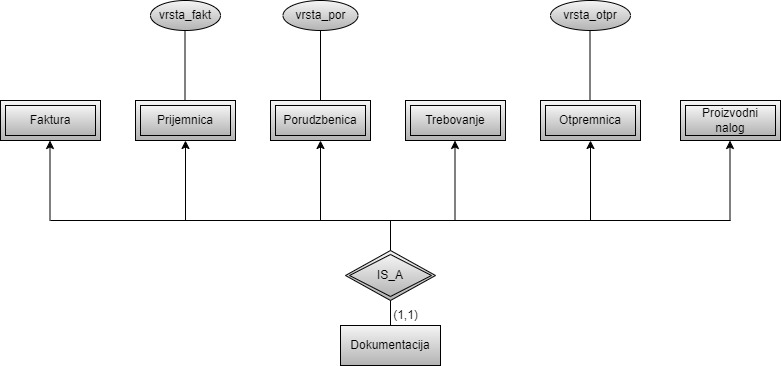 vrsta_fakt
vrsta_por
vrsta_otpr
Faktura
Prijemnica
Porudzbenica
Trebovanje
Otpremnica
Proizvodni
nalog
IS_A
(1,1)
Dokumentacija